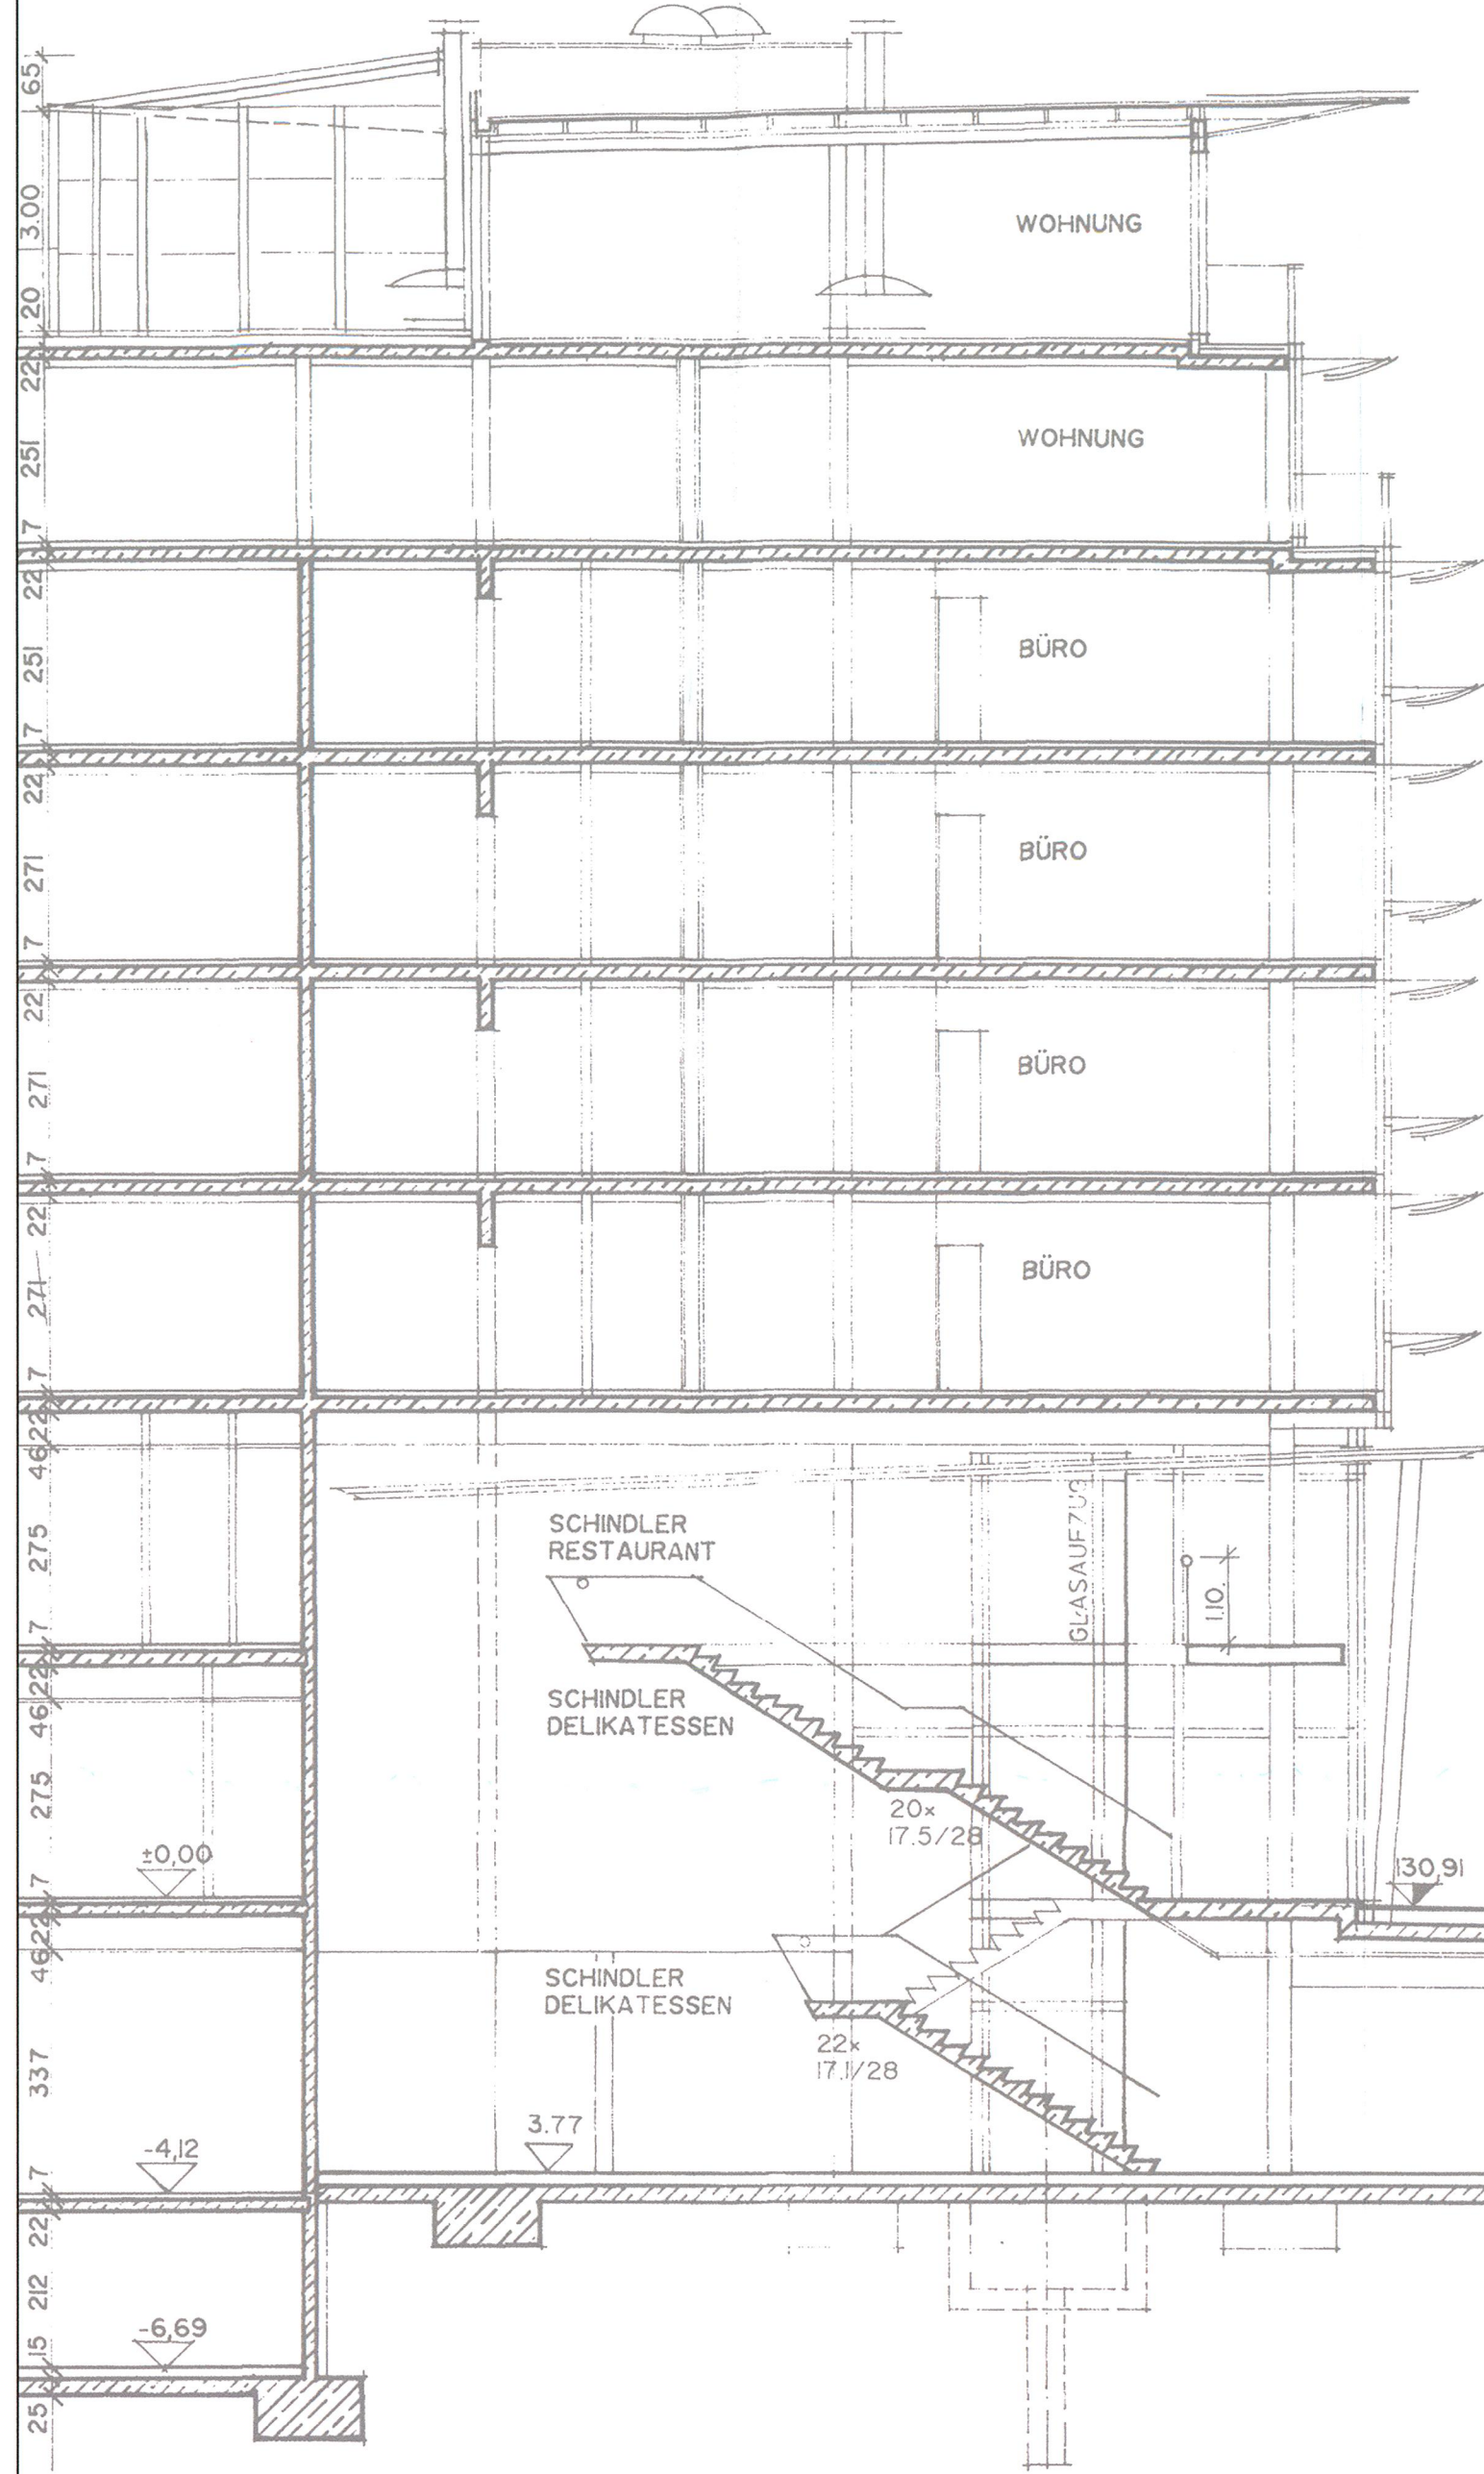 65
3.00
WOHNUNG
20
22
251
WOHNUNG
7
22
251
BÜRO
7
22
271
BÜRO
7
22
271
BÜRO
7
22
271
BÜRO
7
22
46
SCHINDLER
RESTAURANT
GLASAUFZUG
275
1.10.
7
22
46
SCHINDLER
DELIKATESSEN
275
20x
17.5/28
±0,00
130,91
7
22
46
SCHINDLER
DELIKATESSEN
337
22x
17.1/28
3.77
-4,12
7
22
212
-6,69
15
25